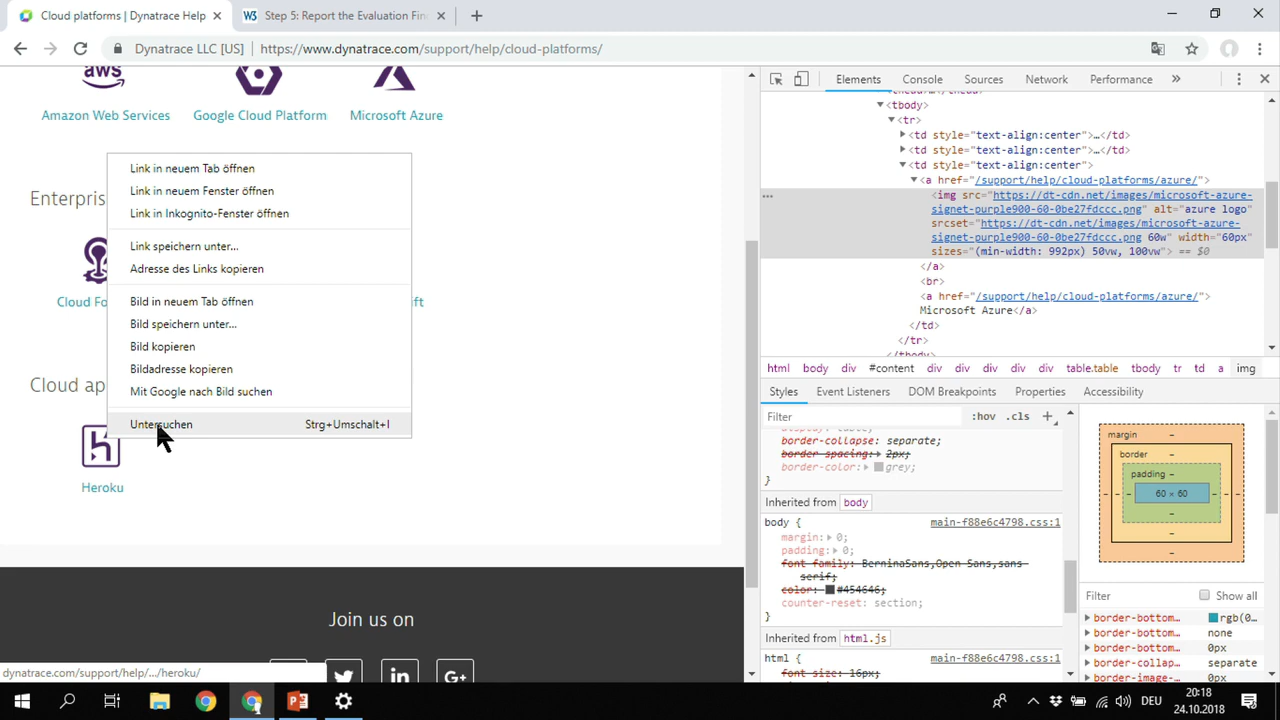 Cloud platforms | Dynatrace Help
Step 5: Report the Evaluation Fin
Dynatrace LLC [US]
https://www.dynatrace.com/support/help/cloud-platforms/
aws
Amazon Web Services
Google Cloud Platform
Microsoft Azure
Enterpris
Cloud Fo
ift
Cloud ap
Heroku
Link in neuem Tab öffnen
Link in neuem Fenster öffnen
Link in Inkognito-Fenster öffnen
Link speichern unter...
Adresse des Links kopieren
Bild in neuem Tab öffnen
Bild speichern unter...
Bild kopieren
Bildadresse kopieren
Mit Google nach Bild suchen
Untersuchen Strg+Umschalt+I
Join us on
dynatrace.com/support/help/.../heroku/
Elements Console Sources Network Performance »
<tbody>
<tr>
<td style="text-align:center">…</td>
<td style="text-align:center">…</td>
<td style="text-align:center">
<a href="/support/help/cloud-platforms/azure/">
<img src="https://dt-cdn.net/images/microsoft-azure-
signet-purple900-60-0be27fdccc.png" alt="azure logo"
srcset="https://dt-cdn.net/images/microsoft-azure-
signet-purple900-60-0be27fdccc.png 60w" width="60px"
sizes="(min-width: 992px) 50vw, 100vw"> == $0
</a>
<br>
<a href="/support/help/cloud-platforms/azure/">
Microsoft Azure</a>
</td>
</tr>
</tbody>
html body div #content div div div div table.table tbody tr td a img
Styles Event Listeners DOM Breakpoints Properties Accessibility
Filter :hov .cls +
border-collapse: separate;
border-spacing: 2px;
border-color: grey;
}
Inherited from body
body { main-f88e6c4798.css:1
margin: 0;
padding: 0;
font-family: BerninaSans,Open Sans,sans-
serif;
color: #454646;
counter-reset: section;
}
Inherited from html.js
html { main-f88e6c4798.css:1
font-size: 16px;
margin –
border –
padding –
60 × 60
Filter Show all
border-bottom… rgb(0…
border-bottom… none
border-bottom… 0px
border-collap… separate
border-image-… 0px
DEU
20:18
24.10.2018